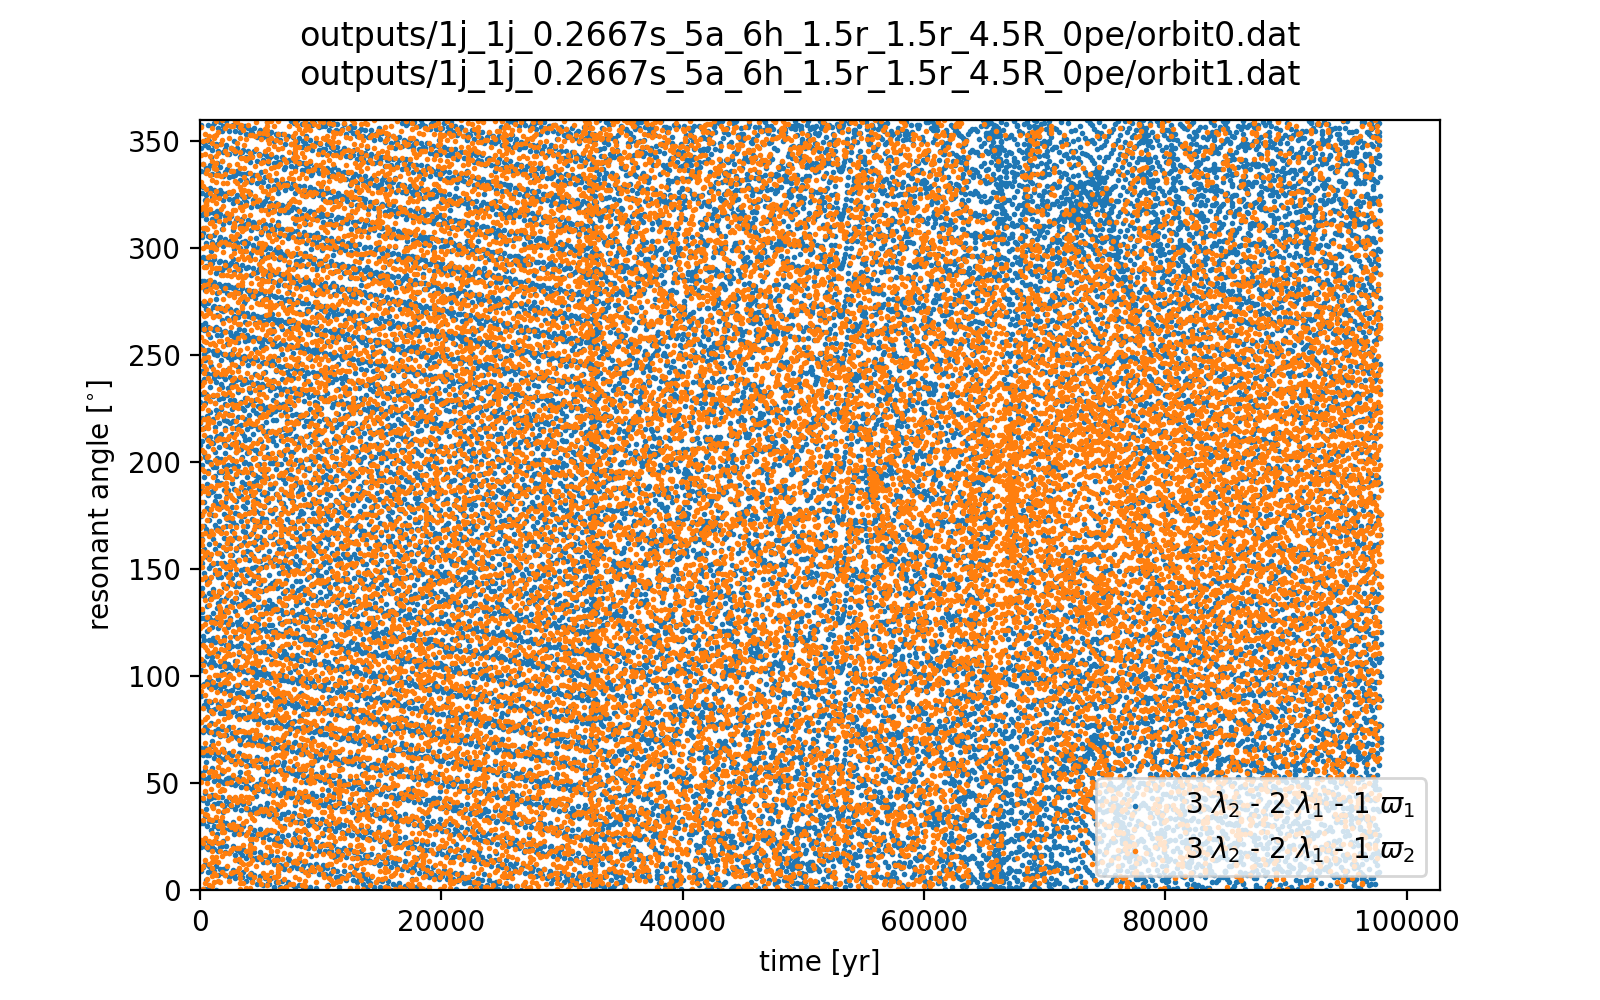 outputs/1j_1j_0.2667s_5a_6h_1.5r_1.5r_4.5R_0pe/orbit0.dat
outputs/1j_1j_0.2667s_5a_6h_1.5r_1.5r_4.5R_0pe/orbit1.dat
350
300
250
200
150
100
50
0
resonant angle [°]
3 λ₂ - 2 λ₁ - 1 ϖ₁
3 λ₂ - 2 λ₁ - 1 ϖ₂
0 20000 40000 60000 80000 100000
time [yr]